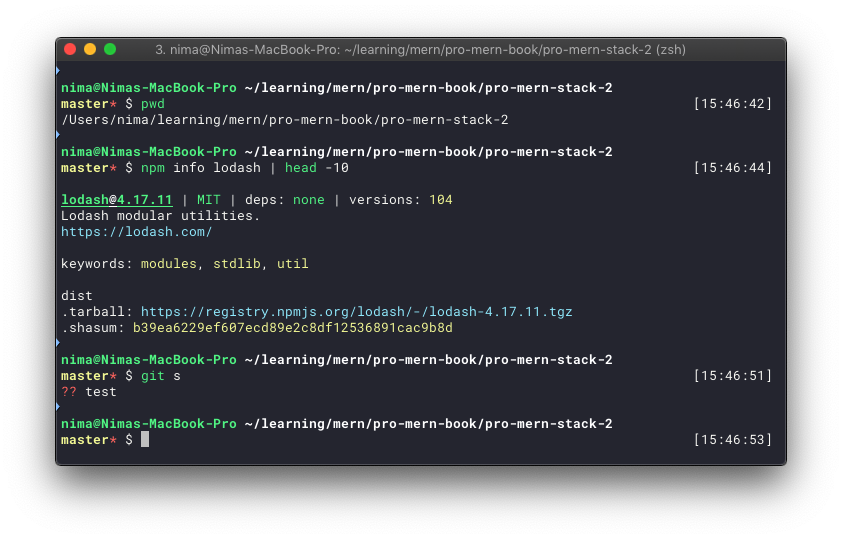 3. nima@Nimas-MacBook-Pro: ~/learning/mern/pro-mern-book/pro-mern-stack-2 (zsh)
nima@Nimas-MacBook-Pro ~/learning/mern/pro-mern-book/pro-mern-stack-2
master* $ pwd [15:46:42]
/Users/nima/learning/mern/pro-mern-book/pro-mern-stack-2
nima@Nimas-MacBook-Pro ~/learning/mern/pro-mern-book/pro-mern-stack-2
master* $ npm info lodash | head -10 [15:46:44]
lodash@4.17.11 | MIT | deps: none | versions: 104
Lodash modular utilities.
https://lodash.com/
keywords: modules, stdlib, util
dist
.tarball: https://registry.npmjs.org/lodash/-/lodash-4.17.11.tgz
.shasum: b39ea6229ef607ecd89e2c8df12536891cac9b8d
nima@Nimas-MacBook-Pro ~/learning/mern/pro-mern-book/pro-mern-stack-2
master* $ git s [15:46:51]
?? test
nima@Nimas-MacBook-Pro ~/learning/mern/pro-mern-book/pro-mern-stack-2
master* $ [15:46:53]